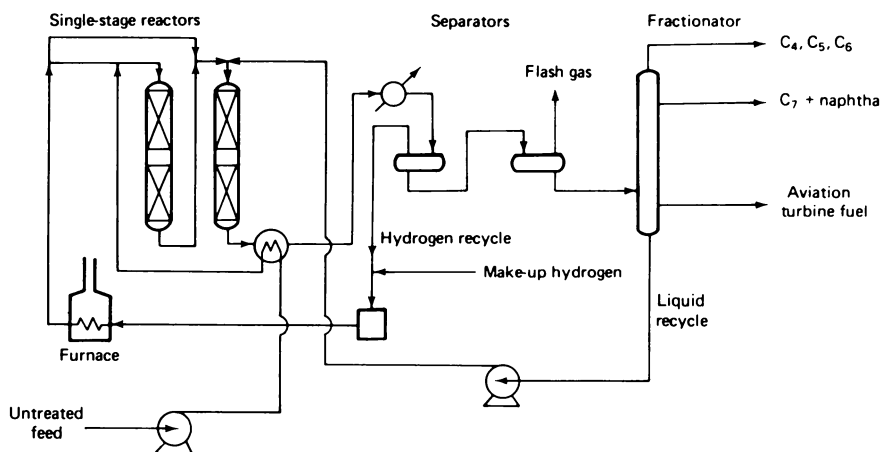 Single-stage reactors
Separators
Fractionator
C₄, C₅, C₆
Flash gas
C₇ + naphtha
Aviation
turbine fuel
Hydrogen recycle
Make-up hydrogen
Liquid
recycle
Furnace
Untreated
feed